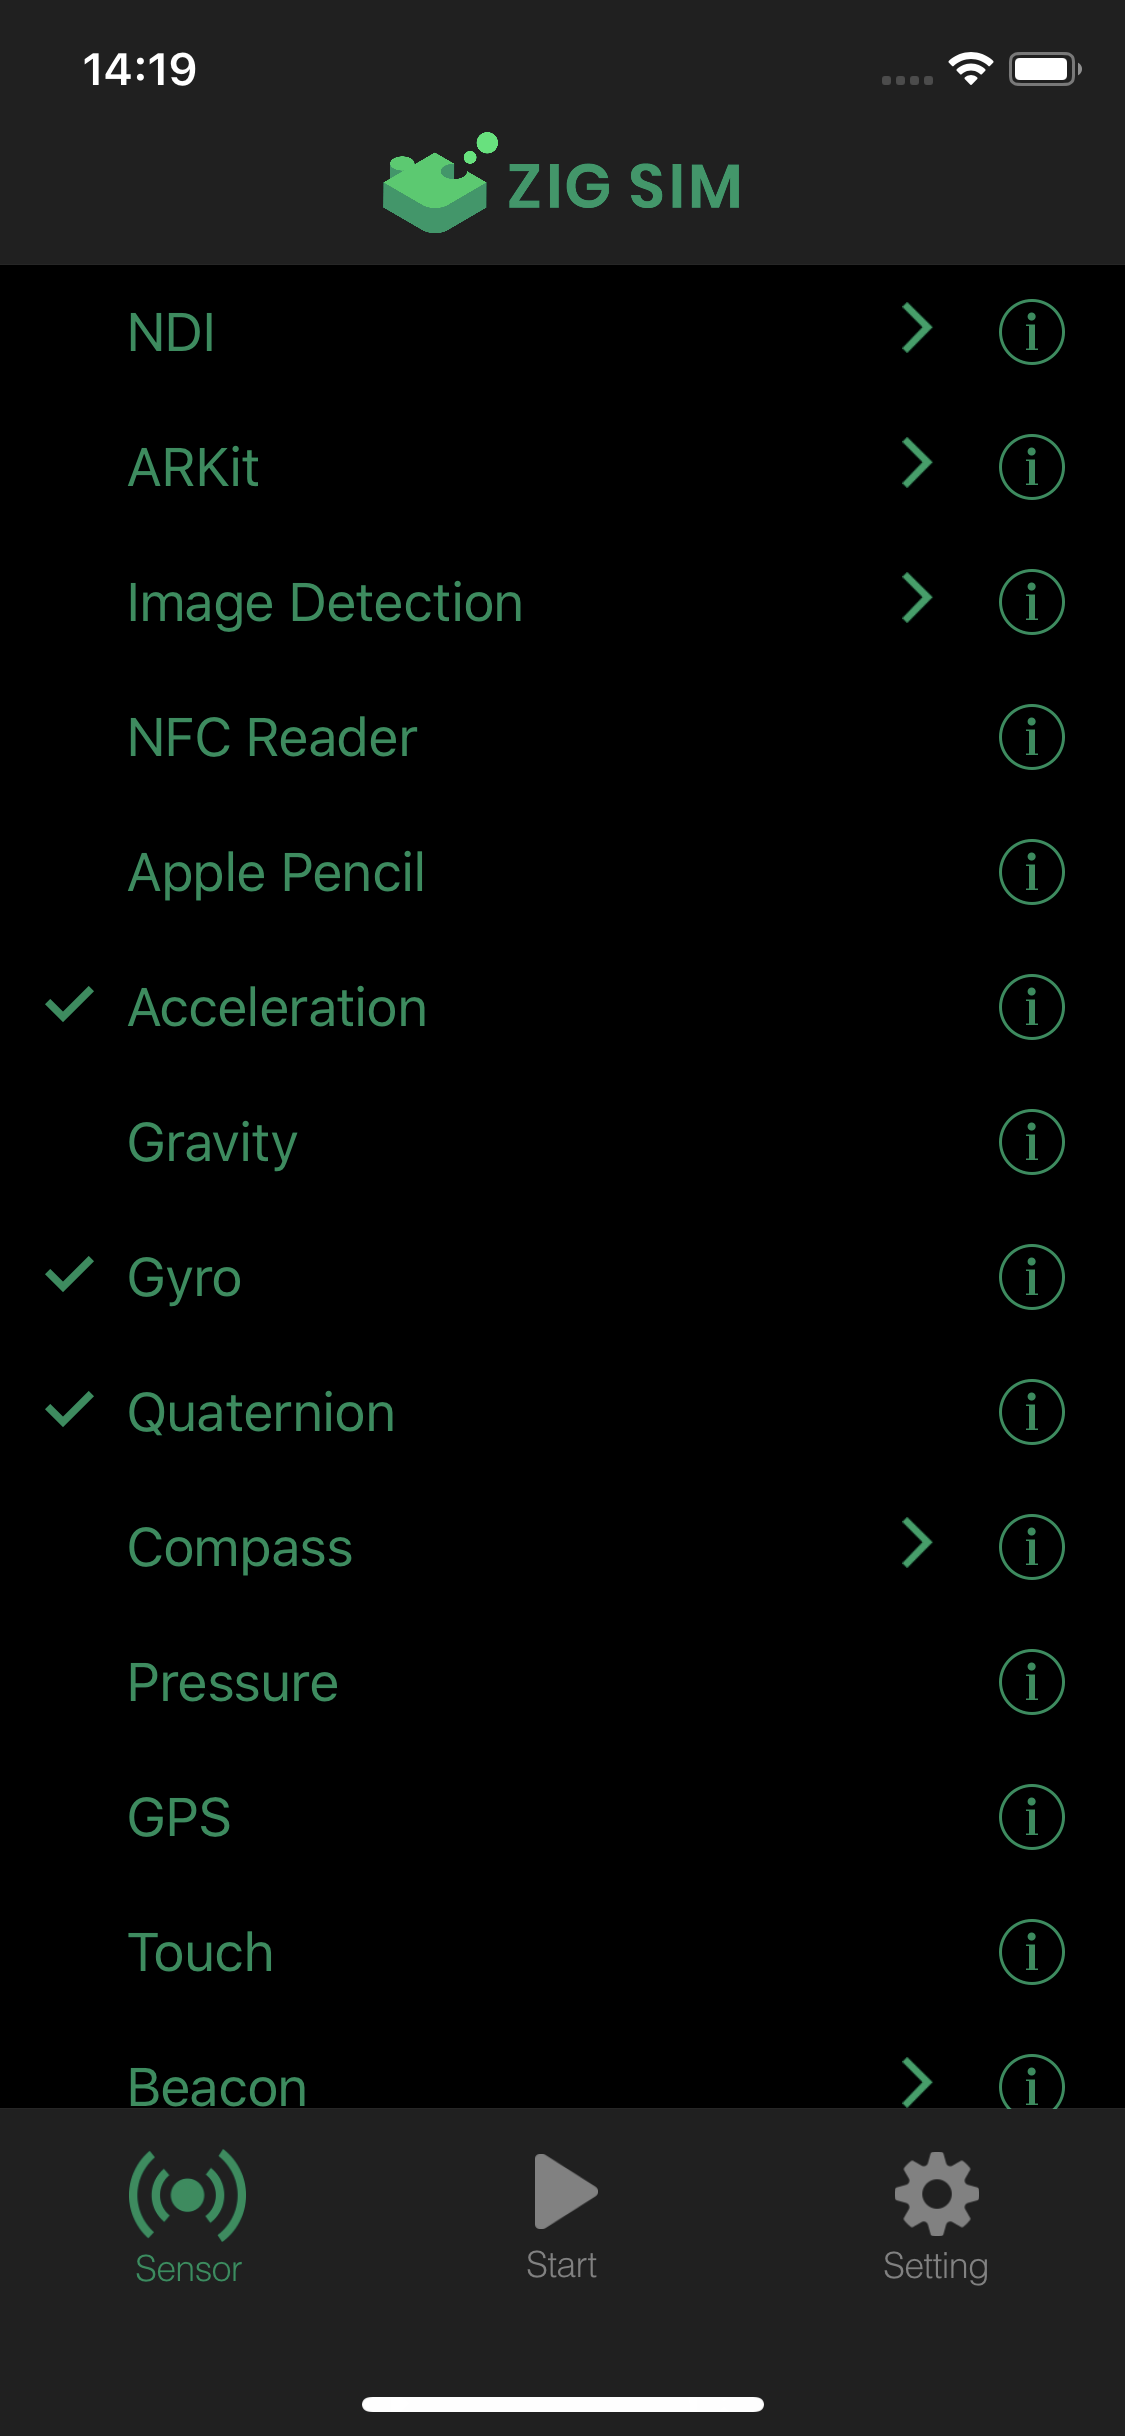 14:19
ZIG SIM
NDI
ARKit
Image Detection
NFC Reader
Apple Pencil
Acceleration
Gravity
Gyro
Quaternion
Compass
Pressure
GPS
Touch
Beacon
Sensor
Start
Setting